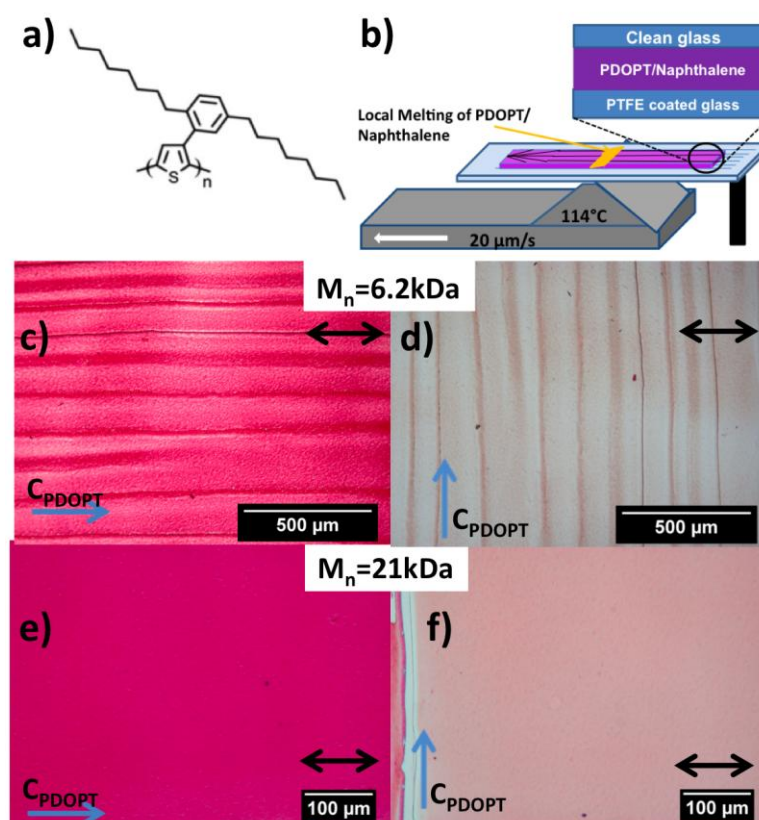 a)
S
n
b)
Clean glass
PDOPT/Naphthalene
PTFE coated glass
Local Melting of PDOPT/
Naphthalene
114°C
20 µm/s
Mn=6.2kDa
c)
CPDOPT
500 µm
d)
CPDOPT
500 µm
Mn=21kDa
e)
CPDOPT
100 µm
f)
CPDOPT
100 µm